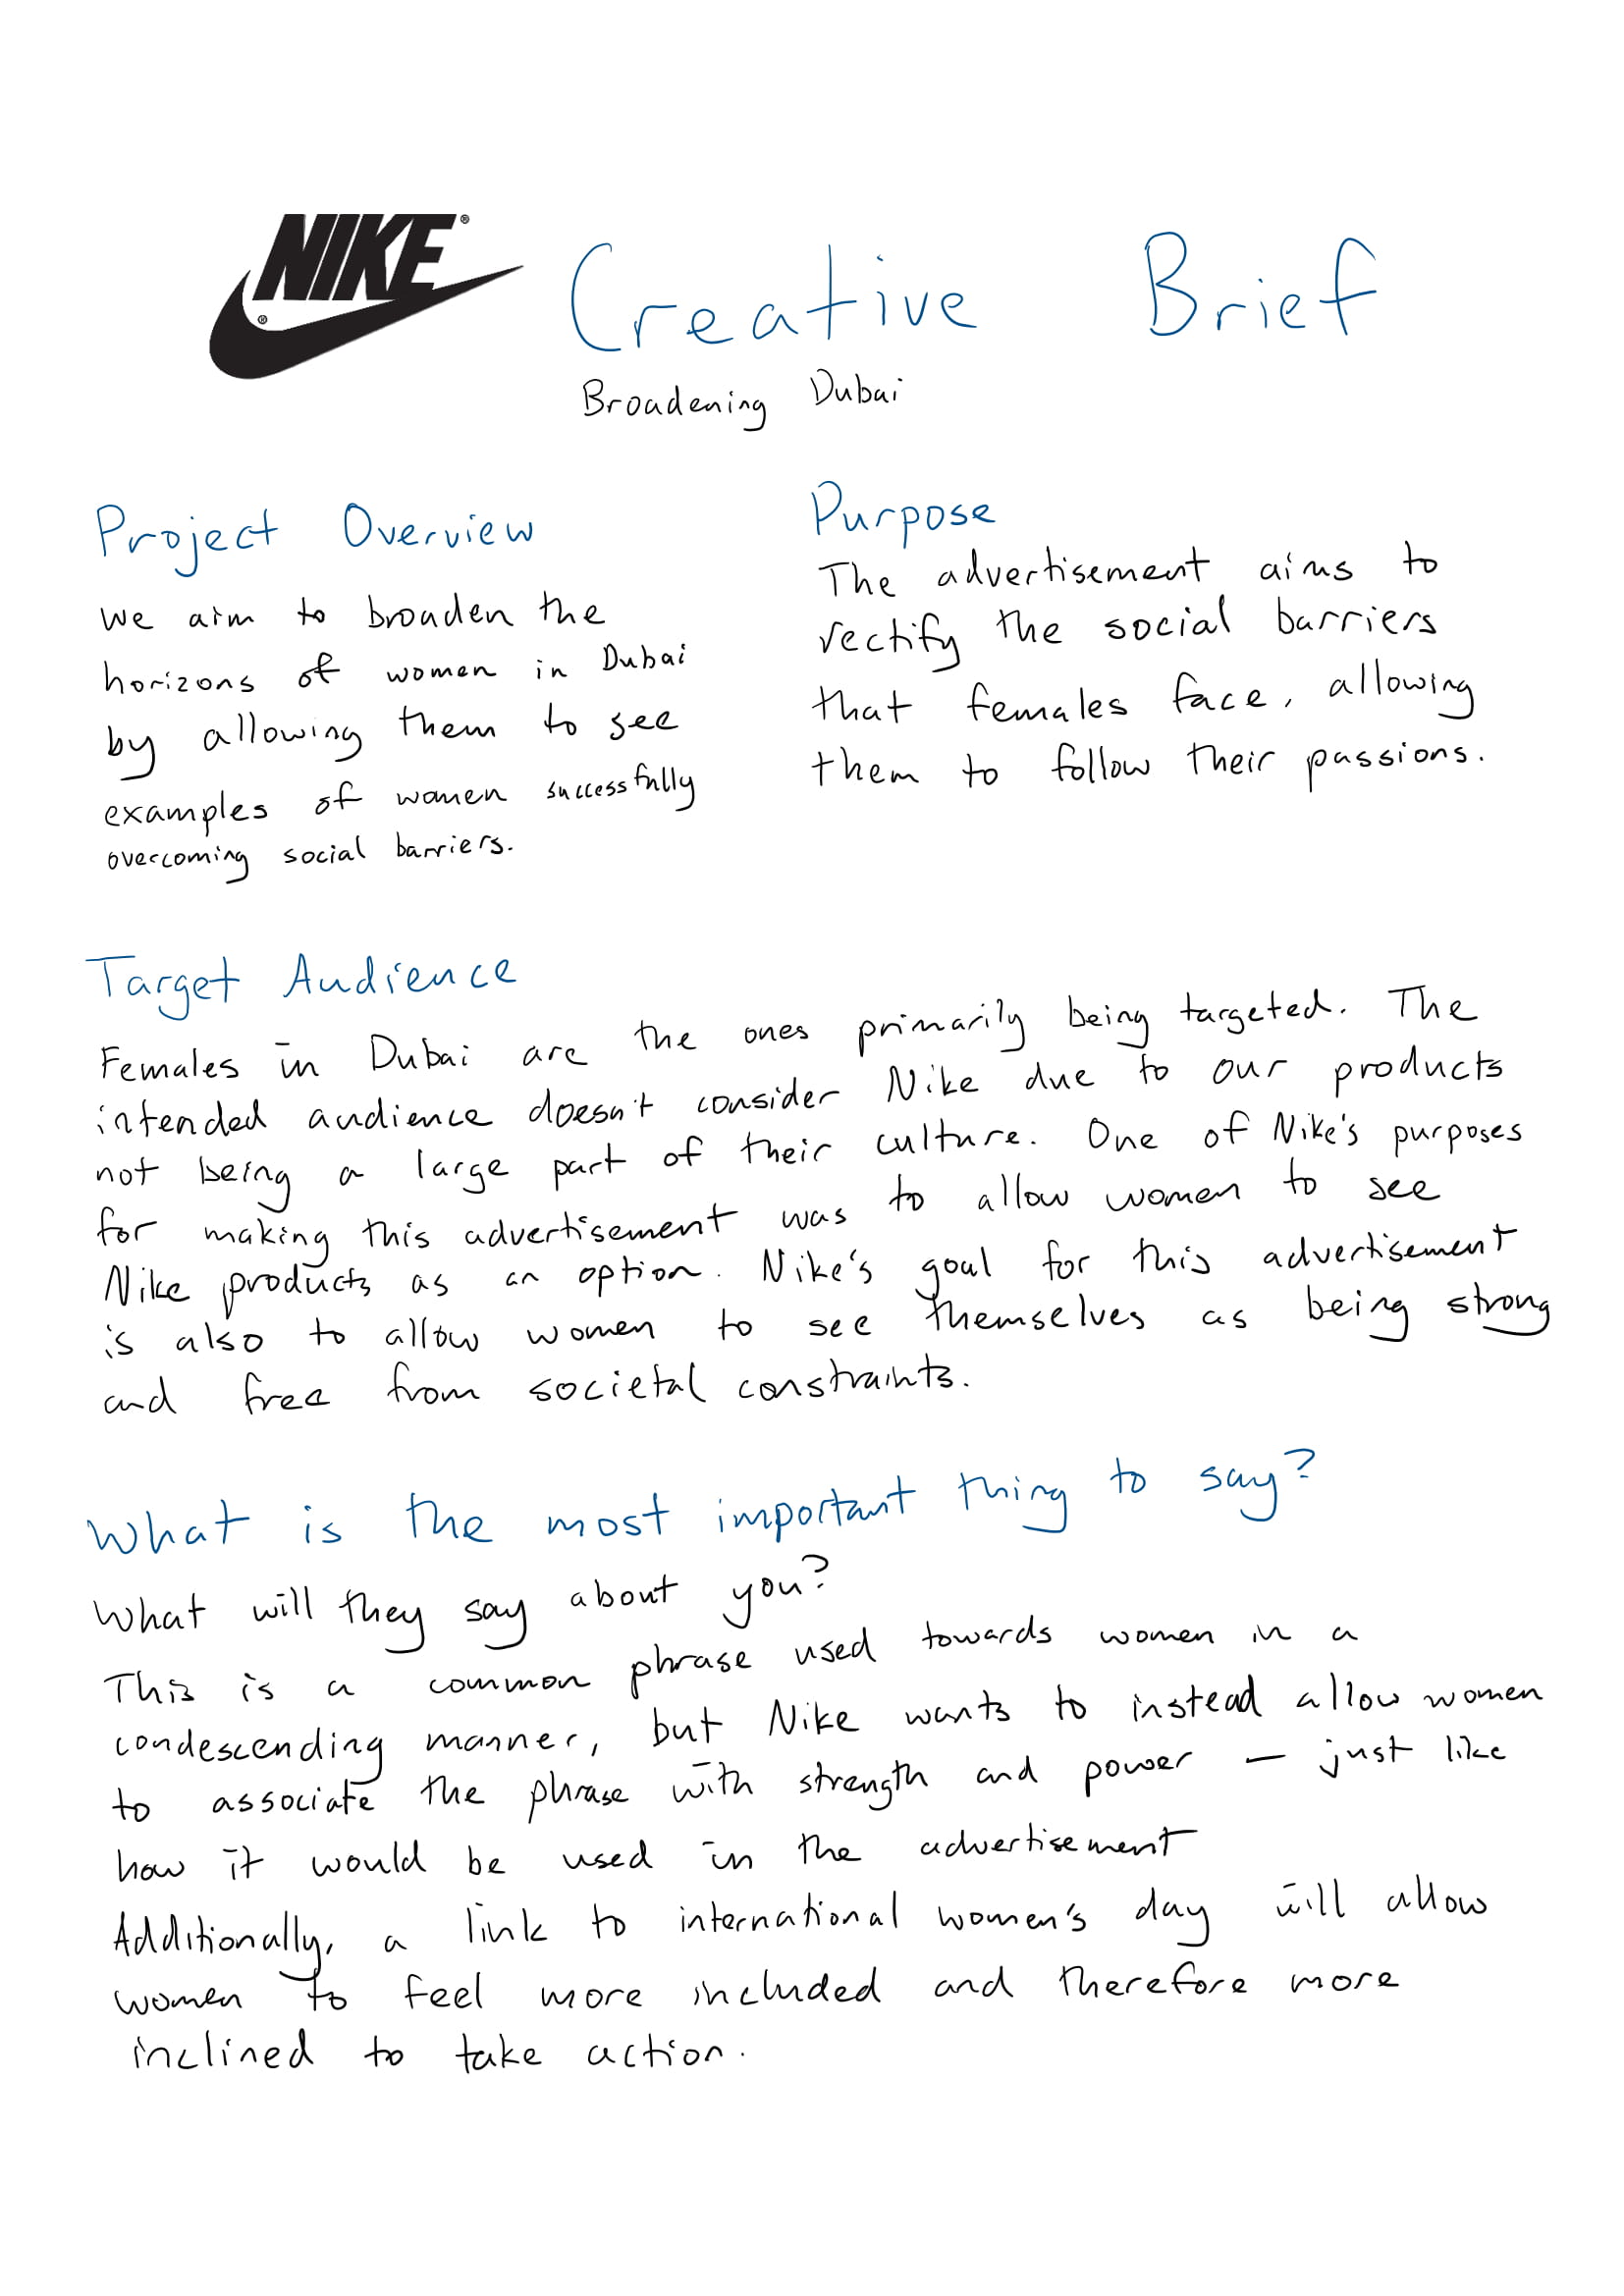 NIKE®
®
Creative Brief
Broadening Dubai
Project Overview
we aim to broaden the
horizons of women in Dubai
by allowing them to see
examples of women successfully
overcoming social barriers.
Purpose
The advertisement aims to
rectify the social barriers
that females face, allowing
them to follow their passions.
Target Audience
Females in Dubai are the ones primarily being targeted. The
intended audience doesn't consider Nike due to our products
not being a large part of their culture. One of Nike's purposes
for making this advertisement was to allow women to see
Nike products as an option. Nike's goal for this advertisement
is also to allow women to see themselves as being strong
and free from societal constraints.
What is the most important thing to say?
What will they say about you?
This is a common phrase used towards women in a
condescending manner, but Nike wants to instead allow women
to associate the phrase with strength and power – just like
how it would be used in the advertisement
Additionally, a link to international women's day will allow
women to feel more included and therefore more
inclined to take action.